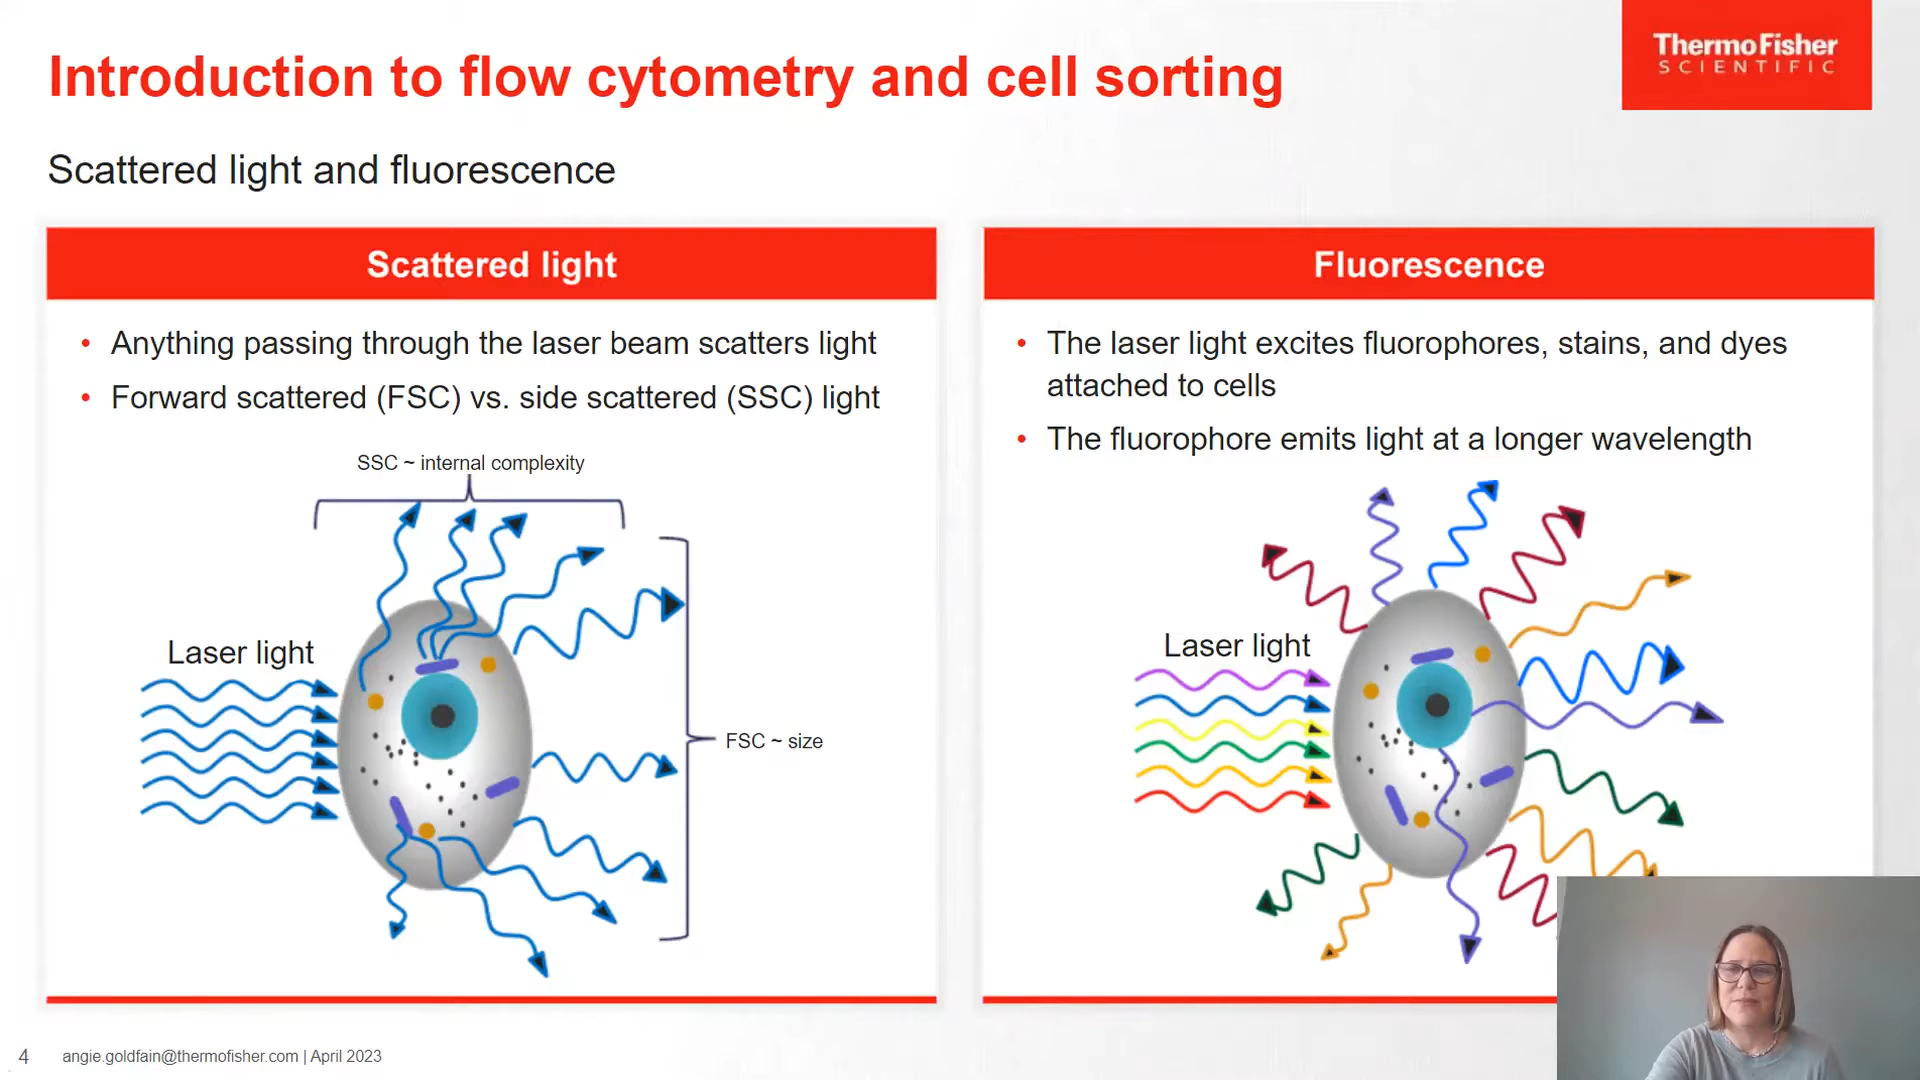 Introduction to flow cytometry and cell sorting
ThermoFisher
SCIENTIFIC
Scattered light and fluorescence
Scattered light
• Anything passing through the laser beam scatters light
• Forward scattered (FSC) vs. side scattered (SSC) light
SSC ~ internal complexity
Laser light
FSC ~ size
Fluorescence
• The laser light excites fluorophores, stains, and dyes
attached to cells
• The fluorophore emits light at a longer wavelength
Laser light
4 angie.goldfain@thermofisher.com | April 2023